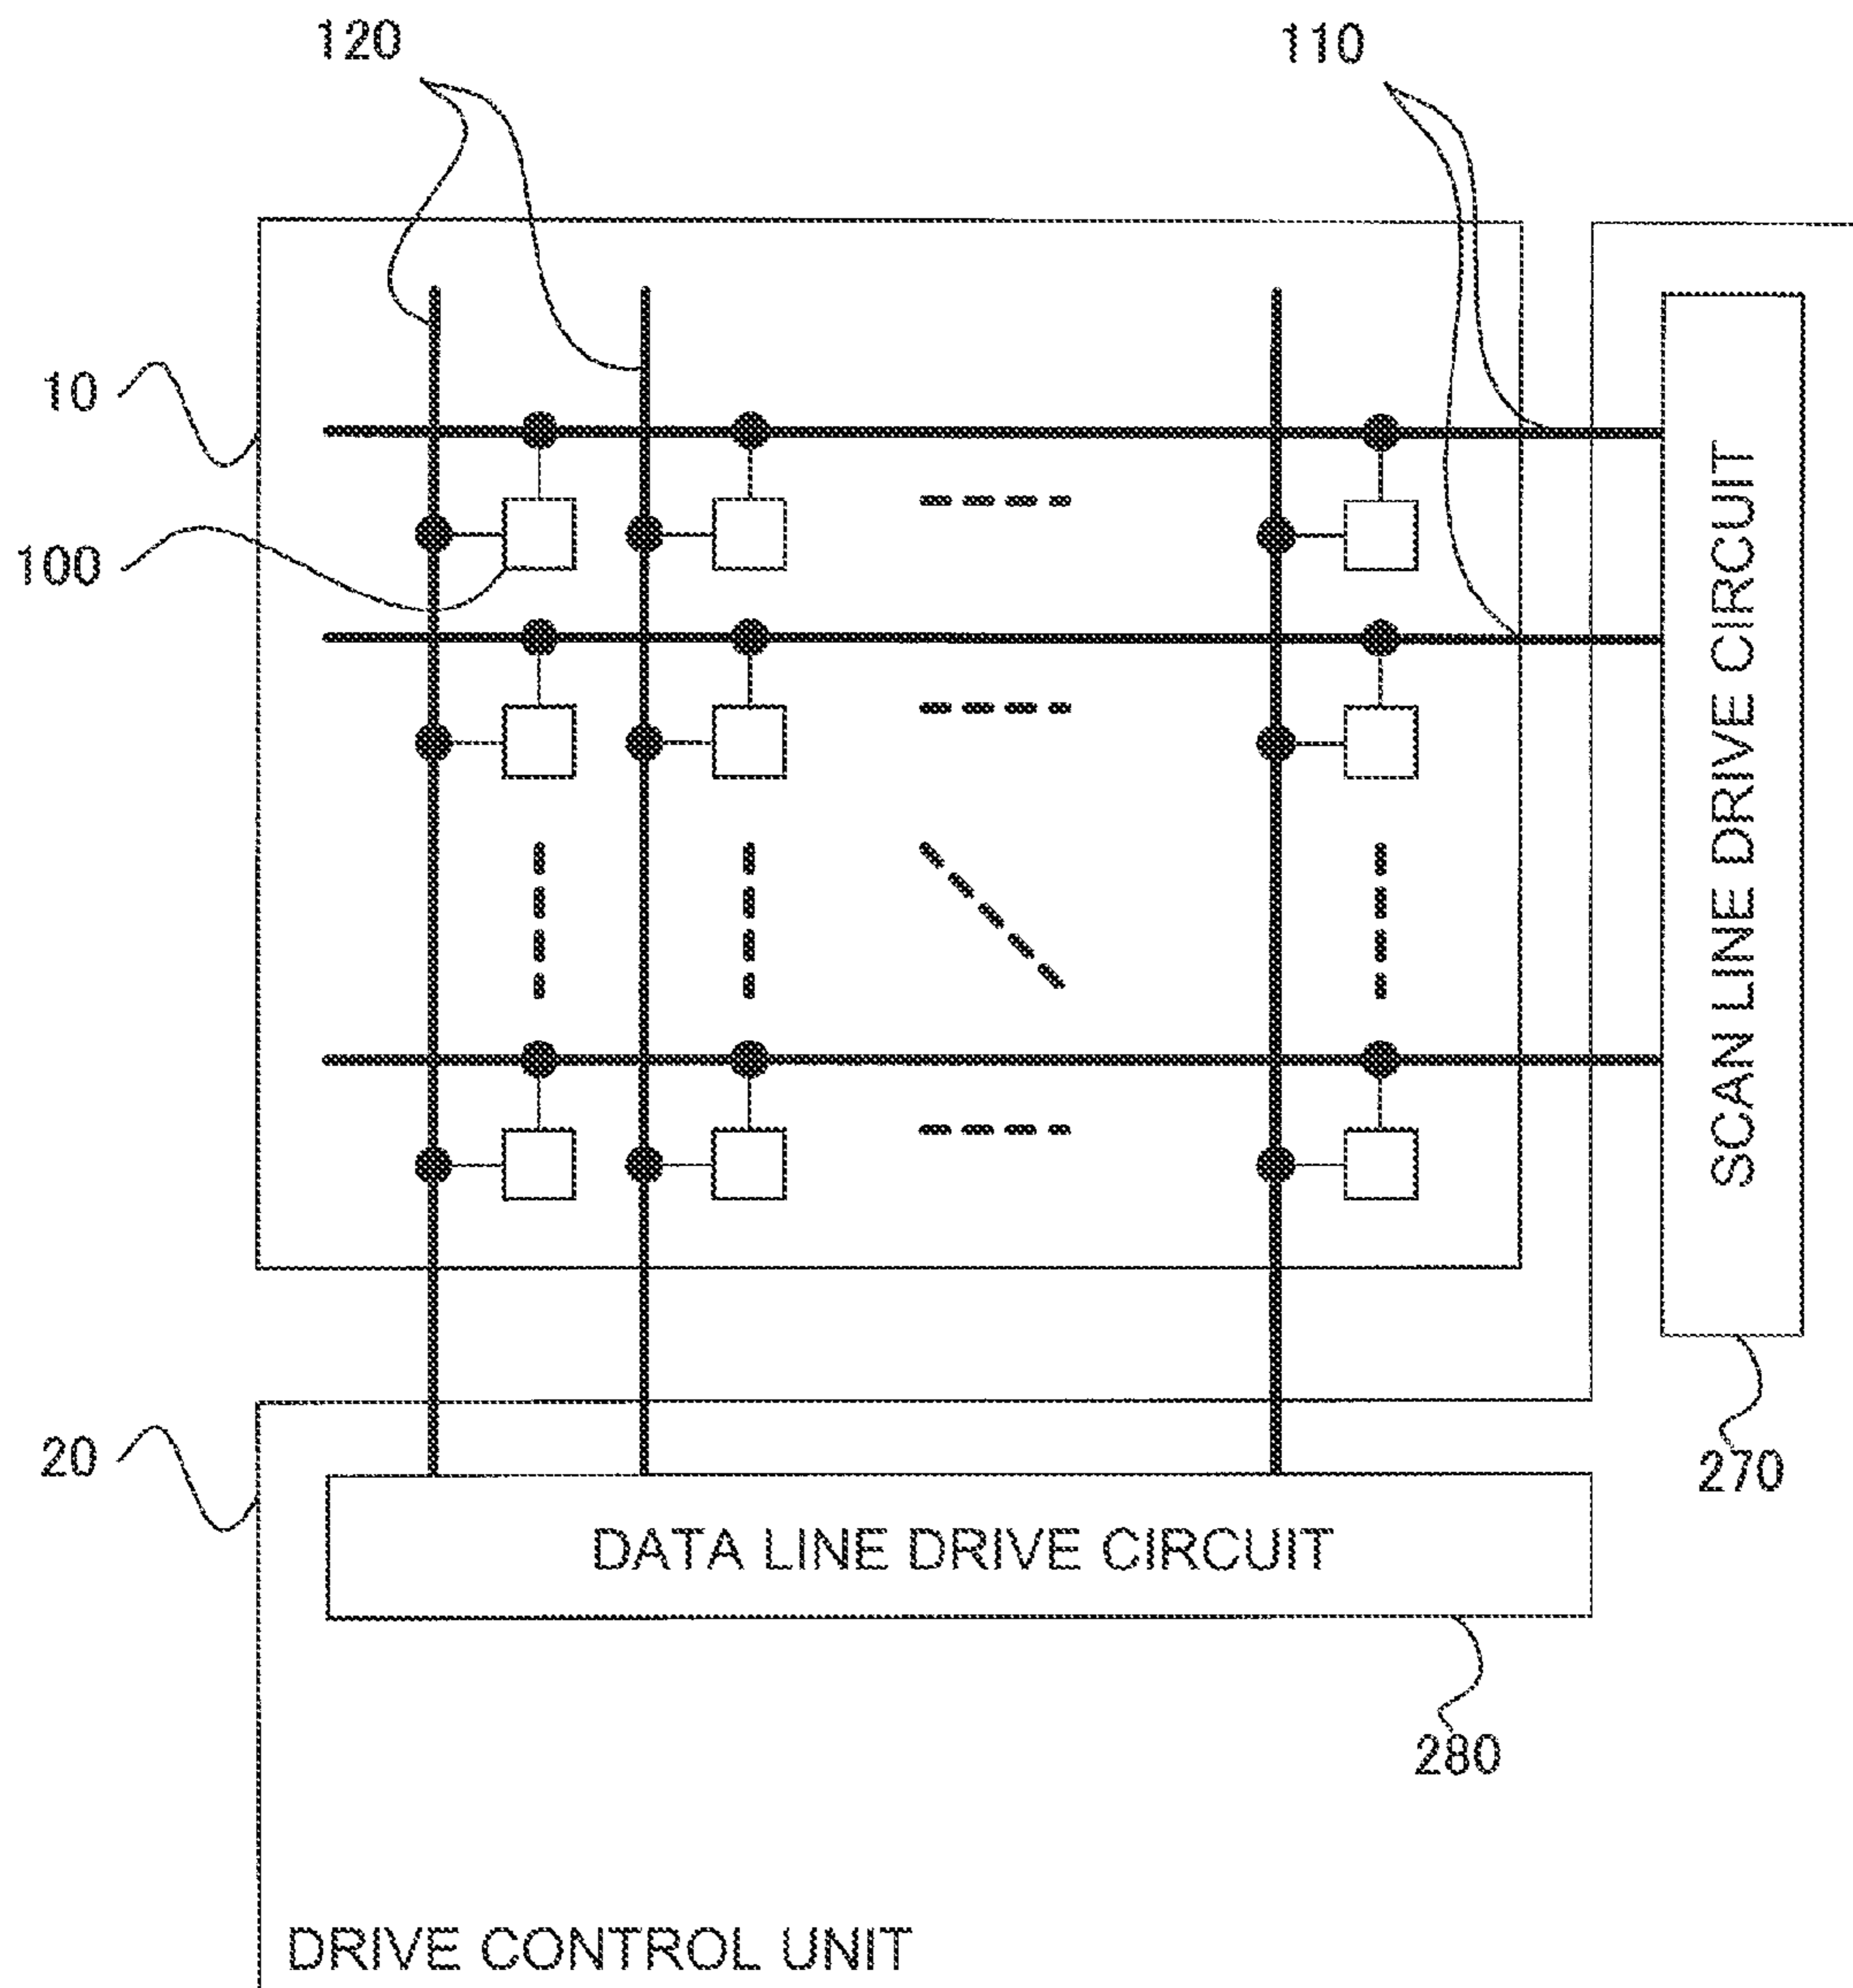 120
110
10
100
SCAN LINE DRIVE CIRCUIT
20
270
DATA LINE DRIVE CIRCUIT
280
DRIVE CONTROL UNIT